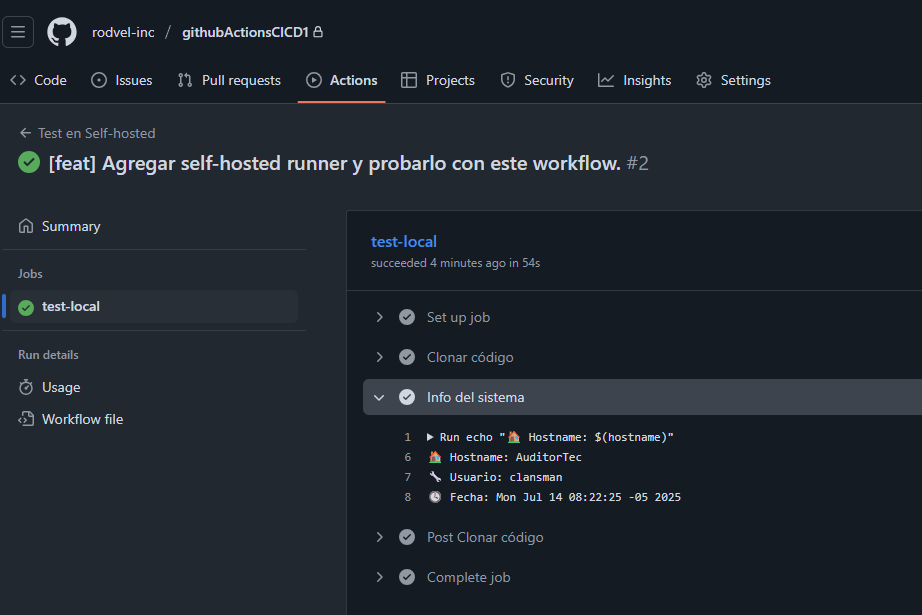 rodvel-inc / githubActionsCICD1
Code Issues Pull requests Actions Projects Security Insights Settings
← Test en Self-hosted
[feat] Agregar self-hosted runner y probarlo con este workflow. #2
Summary
Jobs
test-local
Run details
Usage
Workflow file
test-local
succeeded 4 minutes ago in 54s
Set up job
Clonar código
Info del sistema
1 ▶ Run echo "🏠 Hostname: $(hostname)"
6 🏠 Hostname: AuditorTec
7 🔧 Usuario: clansman
8 🕒 Fecha: Mon Jul 14 08:22:25 -05 2025
Post Clonar código
Complete job